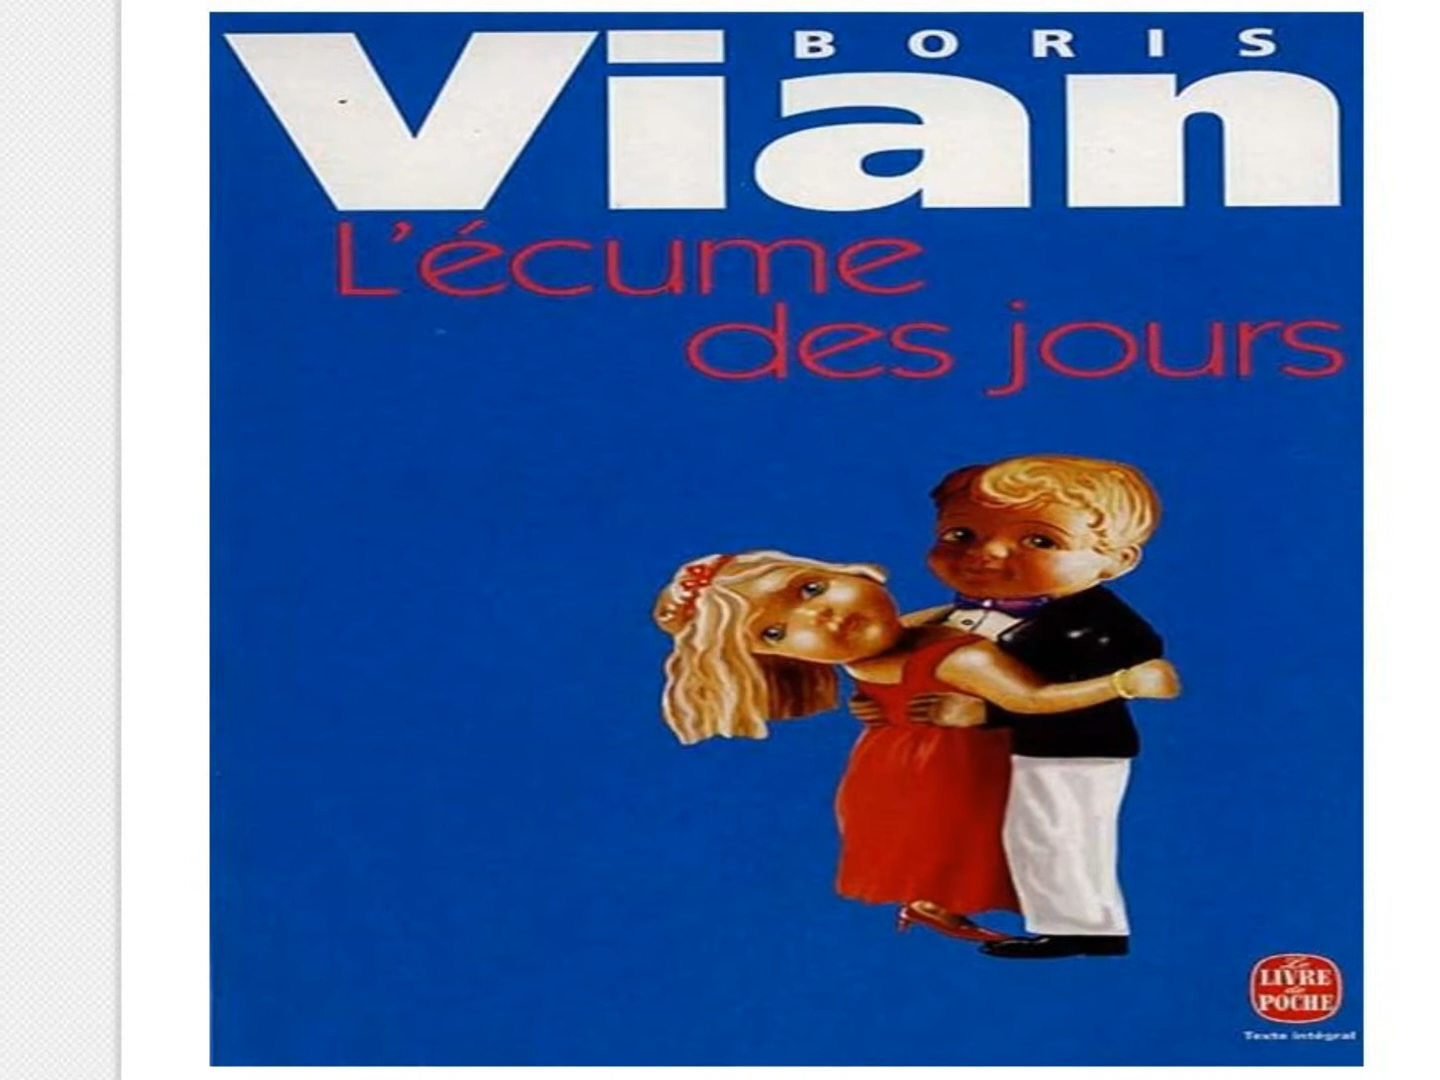 BORIS
Vian
L'écume
des jours
Le
LIVRE
de
POCHE
Texte intégral